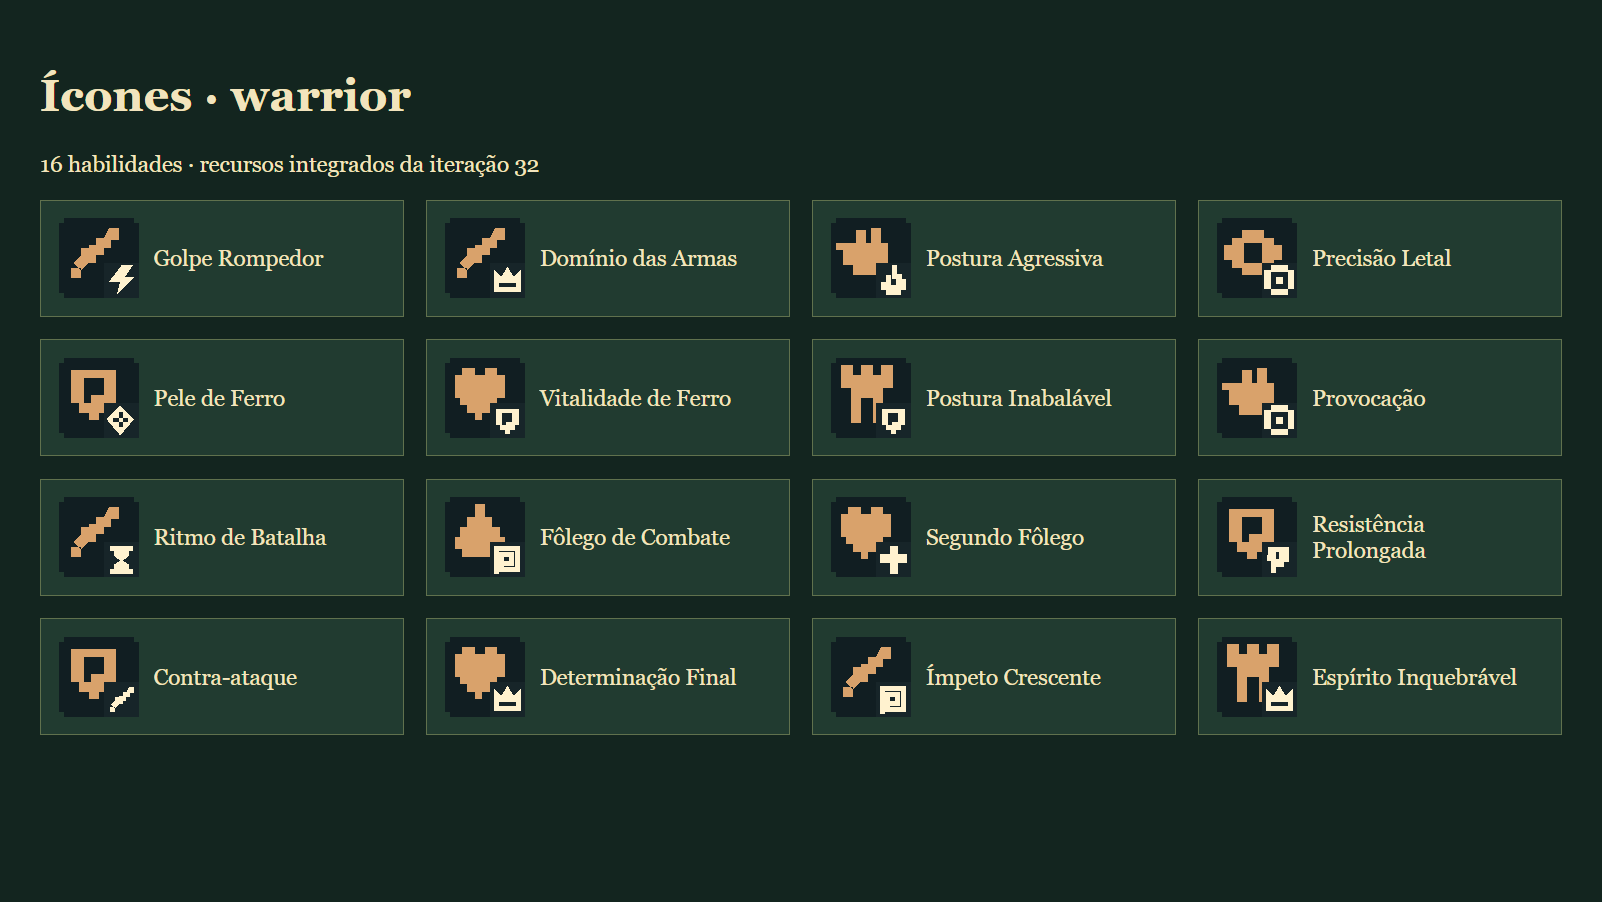 Ícones · warrior
16 habilidades · recursos integrados da iteração 32
Golpe Rompedor
Domínio das Armas
Postura Agressiva
Precisão Letal
Pele de Ferro
Vitalidade de Ferro
Postura Inabalável
Provocação
Ritmo de Batalha
Fôlego de Combate
Segundo Fôlego
Resistência
Prolongada
Contra-ataque
Determinação Final
Ímpeto Crescente
Espírito Inquebrável